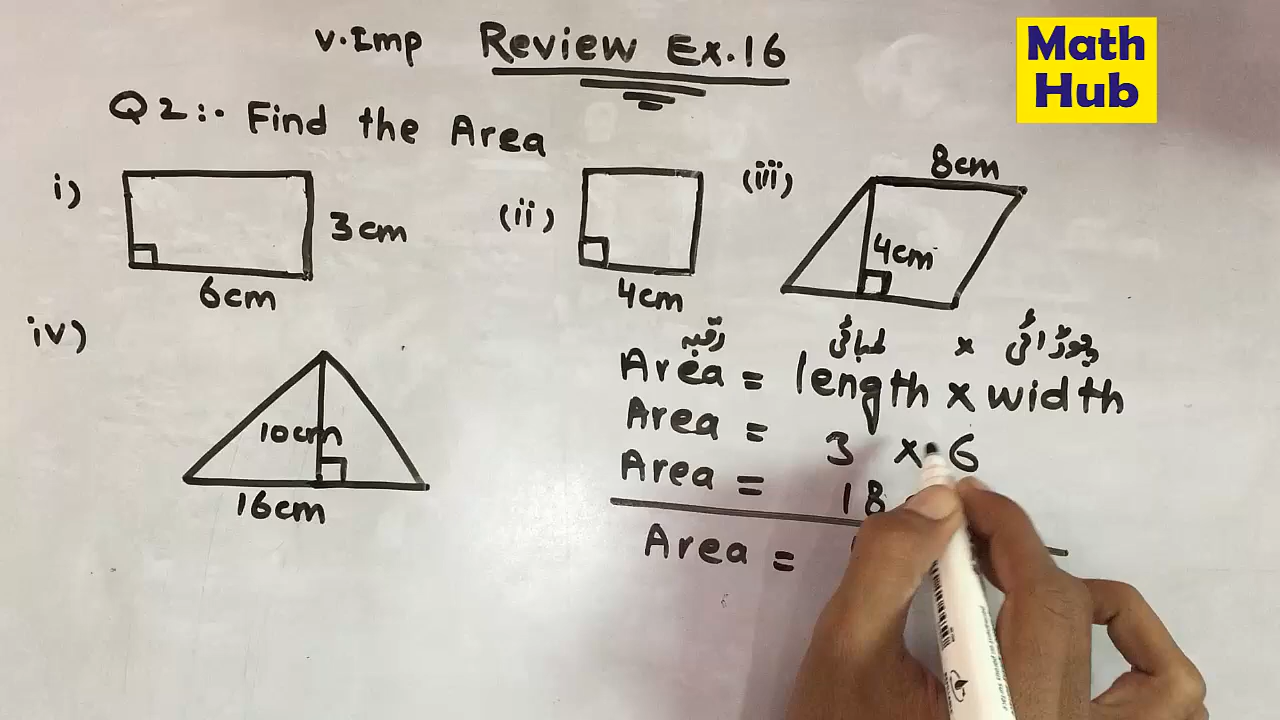 v.Imp Review Ex.16
Math
Hub
Q2:. Find the Area
i)
3cm
6cm
(ii)
4cm
(iii)
8cm
4cm
iv)
10cm
16cm
رقبہ
لمبائی x چوڑائی
Area = length x width
Area = 3 x 6
Area = 18
Area =